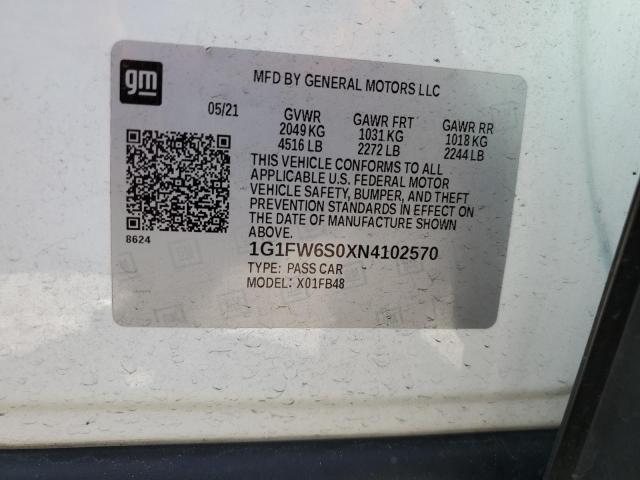 gm
MFD BY GENERAL MOTORS LLC
05/21 GVWR GAWR FRT GAWR RR
2049 KG 1031 KG 1018 KG
4516 LB 2272 LB 2244 LB
THIS VEHICLE CONFORMS TO ALL
APPLICABLE U.S. FEDERAL MOTOR
VEHICLE SAFETY, BUMPER, AND THEFT
PREVENTION STANDARDS IN EFFECT ON
THE DATE OF MANUFACTURE SHOWN
ABOVE.
8624
1G1FW6S0XN4102570
TYPE: PASS CAR
MODEL: X01FB48